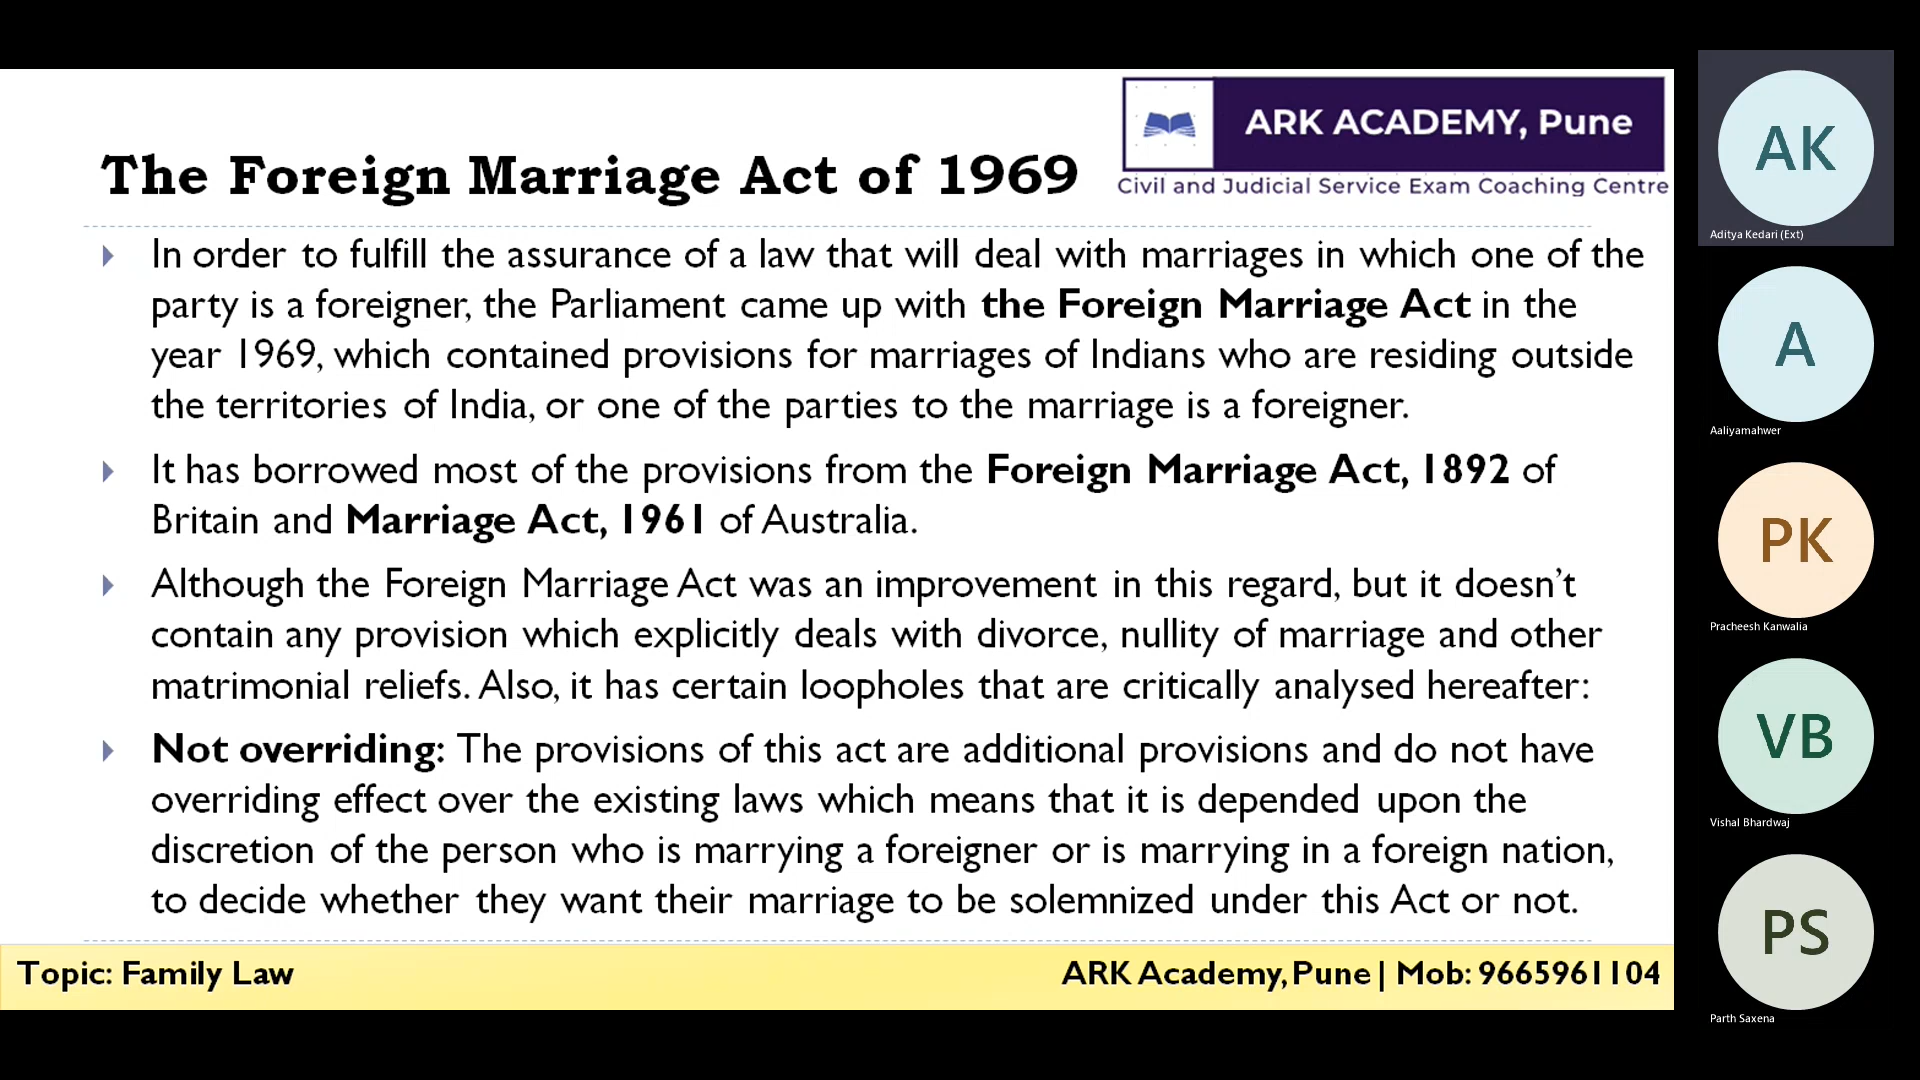 ARK ACADEMY, Pune
Civil and Judicial Service Exam Coaching Centre
The Foreign Marriage Act of 1969
In order to fulfill the assurance of a law that will deal with marriages in which one of the
party is a foreigner, the Parliament came up with the Foreign Marriage Act in the
year 1969, which contained provisions for marriages of Indians who are residing outside
the territories of India, or one of the parties to the marriage is a foreigner.
It has borrowed most of the provisions from the Foreign Marriage Act, 1892 of
Britain and Marriage Act, 1961 of Australia.
Although the Foreign Marriage Act was an improvement in this regard, but it doesn't
contain any provision which explicitly deals with divorce, nullity of marriage and other
matrimonial reliefs. Also, it has certain loopholes that are critically analysed hereafter:
Not overriding: The provisions of this act are additional provisions and do not have
overriding effect over the existing laws which means that it is depended upon the
discretion of the person who is marrying a foreigner or is marrying in a foreign nation,
to decide whether they want their marriage to be solemnized under this Act or not.
Topic: Family Law
ARK Academy, Pune | Mob: 9665961104
AK
Aditya Kedari (Ext)
A
Aaliyamahwer
PK
Pracheesh Kanwalia
VB
Vishal Bhardwaj
PS
Parth Saxena